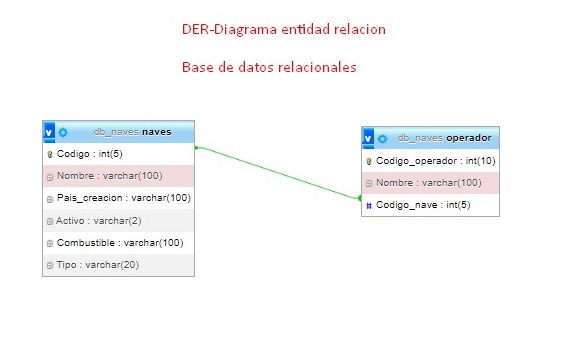 DER-Diagrama entidad relacion
Base de datos relacionales
v db_naves naves
Codigo : int(5)
Nombre : varchar(100)
Pais_creacion : varchar(100)
Activo : varchar(2)
Combustible : varchar(100)
Tipo : varchar(20)
v db_naves operador
Codigo_operador : int(10)
Nombre : varchar(100)
# Codigo_nave : int(5)